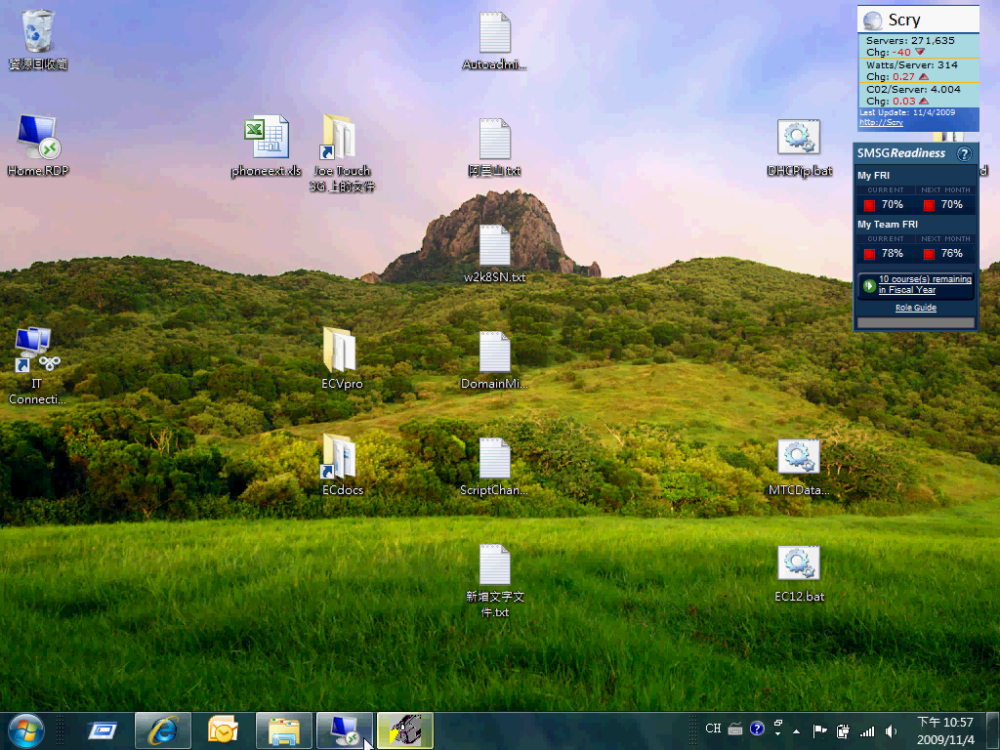 資源回收筒
Autoadmi...
Scry
Servers: 271,635
Chg: -40
Watts/Server: 314
Chg: 0.27
C02/Server: 4.004
Chg: 0.03
Last Update: 11/4/2009
http://Scry
Home.RDP
phoneext.xls
Joe Touch
3G 上的文件
阿里山.txt
DHCPip.bat
d
SMSGReadiness
?
My FRI
CURRENT NEXT MONTH
70% 70%
My Team FRI
CURRENT NEXT MONTH
78% 76%
10 course(s) remaining
in Fiscal Year
Role Guide
w2k8SN.txt
IT
Connecti...
ECVpro
DomainMi...
ECdocs
ScriptChan...
MTCData...
新增文字文
件.txt
EC12.bat
CH
?
下午 10:57
2009/11/4